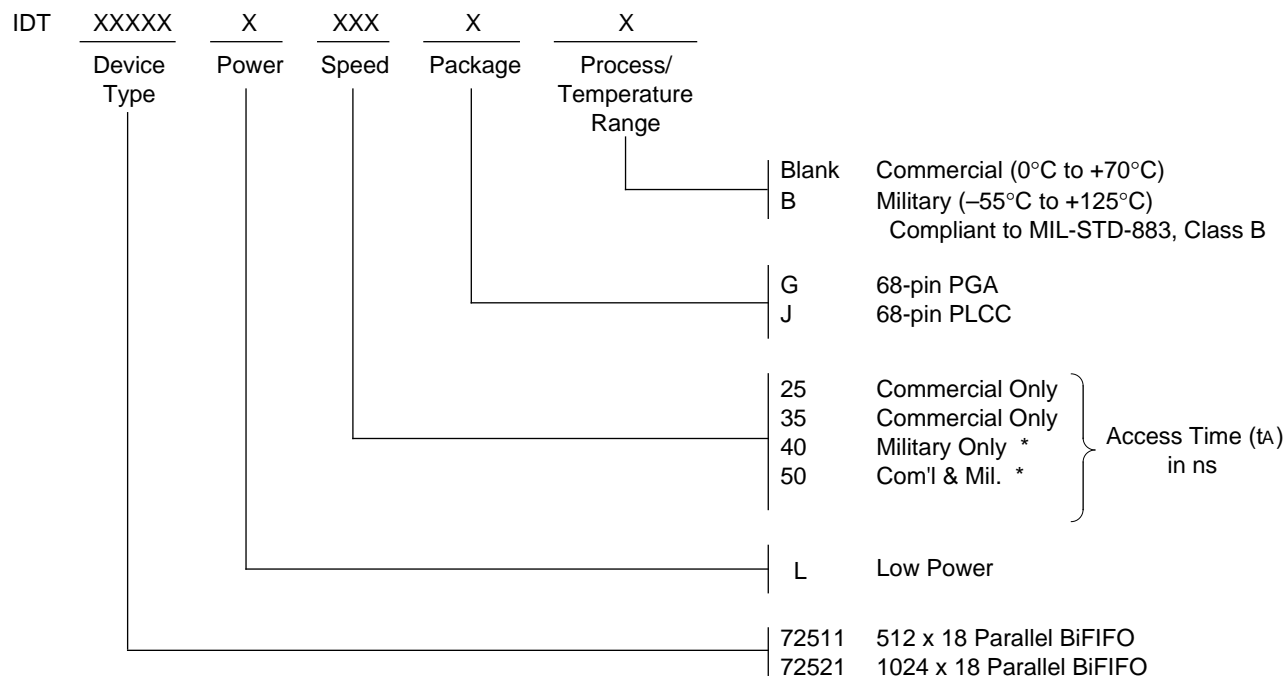 IDT XXXXX X XXX X X
Device Type
Power
Speed
Package
Process/
Temperature
Range
Blank Commercial (0°C to +70°C)
B Military (–55°C to +125°C)
Compliant to MIL-STD-883, Class B
G 68-pin PGA
J 68-pin PLCC
25 Commercial Only
35 Commercial Only
40 Military Only *
50 Com'l & Mil. *
Access Time (tA)
in ns
L Low Power
72511 512 x 18 Parallel BiFIFO
72521 1024 x 18 Parallel BiFIFO